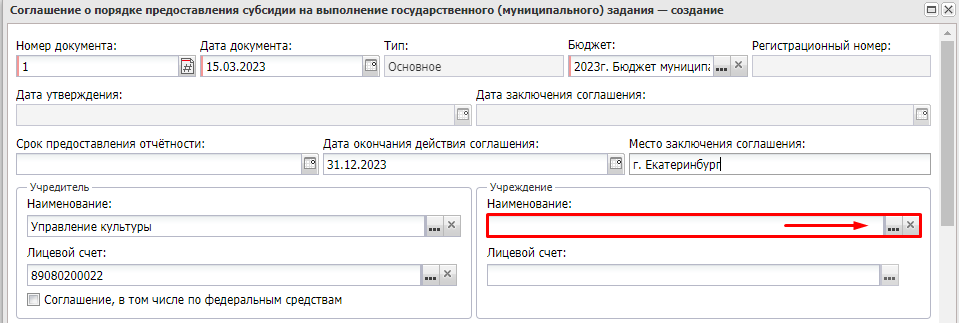 Соглашение о порядке предоставления субсидии на выполнение государственного (муниципального) задания — создание
Номер документа: Дата документа: Тип: Бюджет: Регистрационный номер:
1 15.03.2023 Основное 2023г. Бюджет муниципа ...
Дата утверждения: Дата заключения соглашения:
Срок предоставления отчётности: Дата окончания действия соглашения: Место заключения соглашения:
31.12.2023 г. Екатеринбург
Учредитель Учреждение
Наименование: Наименование:
Управление культуры ... ...
Лицевой счет: Лицевой счет:
89080200022 ... ...
Соглашение, в том числе по федеральным средствам